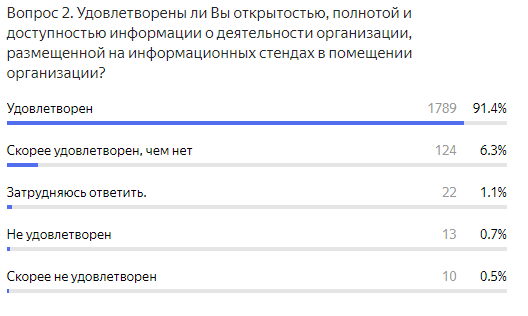 Вопрос 2. Удовлетворены ли Вы открытостью, полнотой и
доступностью информации о деятельности организации,
размещенной на информационных стендах в помещении
организации?
Удовлетворен 1789 91.4%
Скорее удовлетворен, чем нет 124 6.3%
Затрудняюсь ответить. 22 1.1%
Не удовлетворен 13 0.7%
Скорее не удовлетворен 10 0.5%